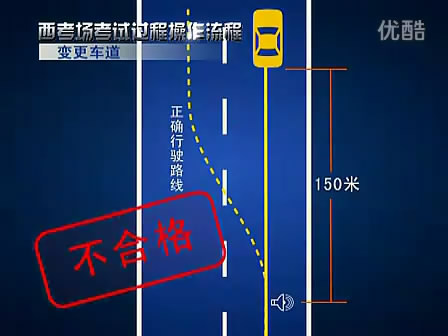 西考场考试过程操作流程
变更车道
优酷
正确行驶路线
150米
不合格